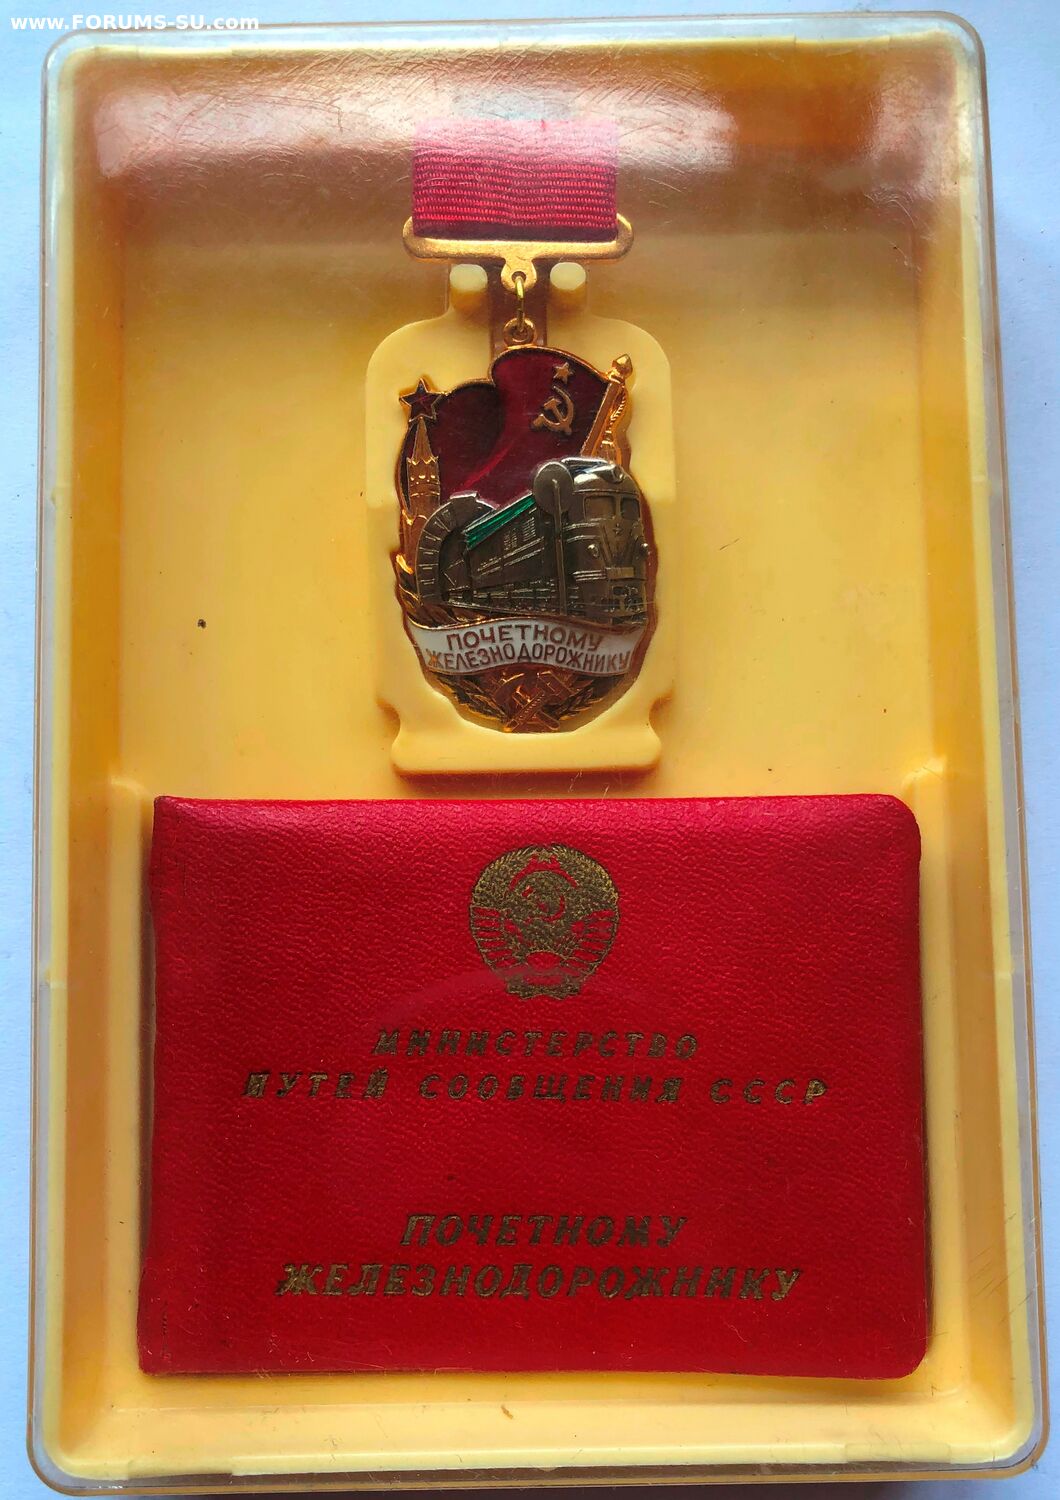 www.FORUMS-SU.com
ПОЧЕТНОМУ
ЖЕЛЕЗНОДОРОЖНИКУ
МИНИСТЕРСТВО
ПУТЕЙ СООБЩЕНИЯ СССР
ПОЧЕТНОМУ
ЖЕЛЕЗНОДОРОЖНИКУ